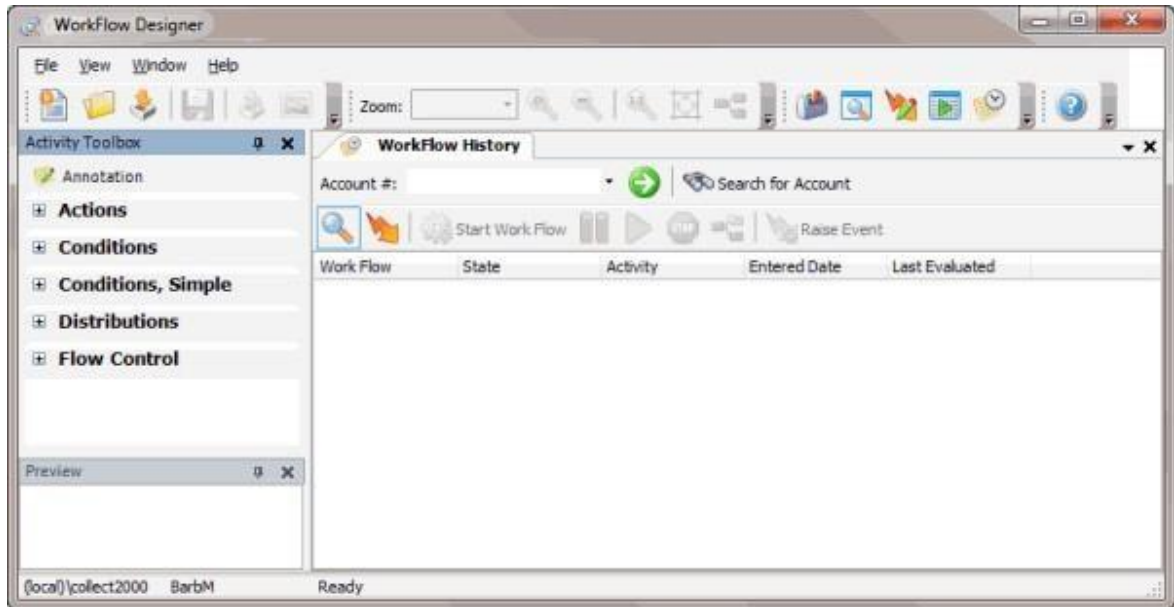 WorkFlow Designer
File View Window Help
Zoom:
Activity Toolbox
WorkFlow History
Annotation
Account #:
Search for Account
Actions
Start Work Flow
Raise Event
Conditions
Work Flow State Activity Entered Date Last Evaluated
Conditions, Simple
Distributions
Flow Control
Preview
(local)\collect2000 BarbM Ready